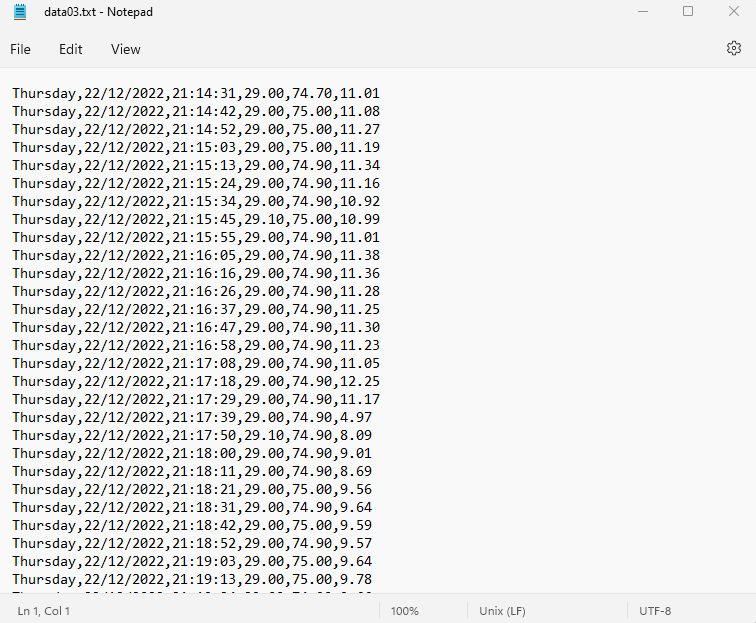 data03.txt - Notepad
File Edit View
Thursday,22/12/2022,21:14:31,29.00,74.70,11.01
Thursday,22/12/2022,21:14:42,29.00,75.00,11.08
Thursday,22/12/2022,21:14:52,29.00,75.00,11.27
Thursday,22/12/2022,21:15:03,29.00,75.00,11.19
Thursday,22/12/2022,21:15:13,29.00,74.90,11.34
Thursday,22/12/2022,21:15:24,29.00,74.90,11.16
Thursday,22/12/2022,21:15:34,29.00,74.90,10.92
Thursday,22/12/2022,21:15:45,29.10,75.00,10.99
Thursday,22/12/2022,21:15:55,29.00,74.90,11.01
Thursday,22/12/2022,21:16:05,29.00,74.90,11.38
Thursday,22/12/2022,21:16:16,29.00,74.90,11.36
Thursday,22/12/2022,21:16:26,29.00,74.90,11.28
Thursday,22/12/2022,21:16:37,29.00,74.90,11.25
Thursday,22/12/2022,21:16:47,29.00,74.90,11.30
Thursday,22/12/2022,21:16:58,29.00,74.90,11.23
Thursday,22/12/2022,21:17:08,29.00,74.90,11.05
Thursday,22/12/2022,21:17:18,29.00,74.90,12.25
Thursday,22/12/2022,21:17:29,29.00,74.90,11.17
Thursday,22/12/2022,21:17:39,29.00,74.90,4.97
Thursday,22/12/2022,21:17:50,29.10,74.90,8.09
Thursday,22/12/2022,21:18:00,29.00,74.90,9.01
Thursday,22/12/2022,21:18:11,29.00,74.90,8.69
Thursday,22/12/2022,21:18:21,29.00,75.00,9.56
Thursday,22/12/2022,21:18:31,29.00,74.90,9.64
Thursday,22/12/2022,21:18:42,29.00,75.00,9.59
Thursday,22/12/2022,21:18:52,29.00,74.90,9.57
Thursday,22/12/2022,21:19:03,29.00,75.00,9.64
Thursday,22/12/2022,21:19:13,29.00,75.00,9.78
Ln 1, Col 1 100% Unix (LF) UTF-8